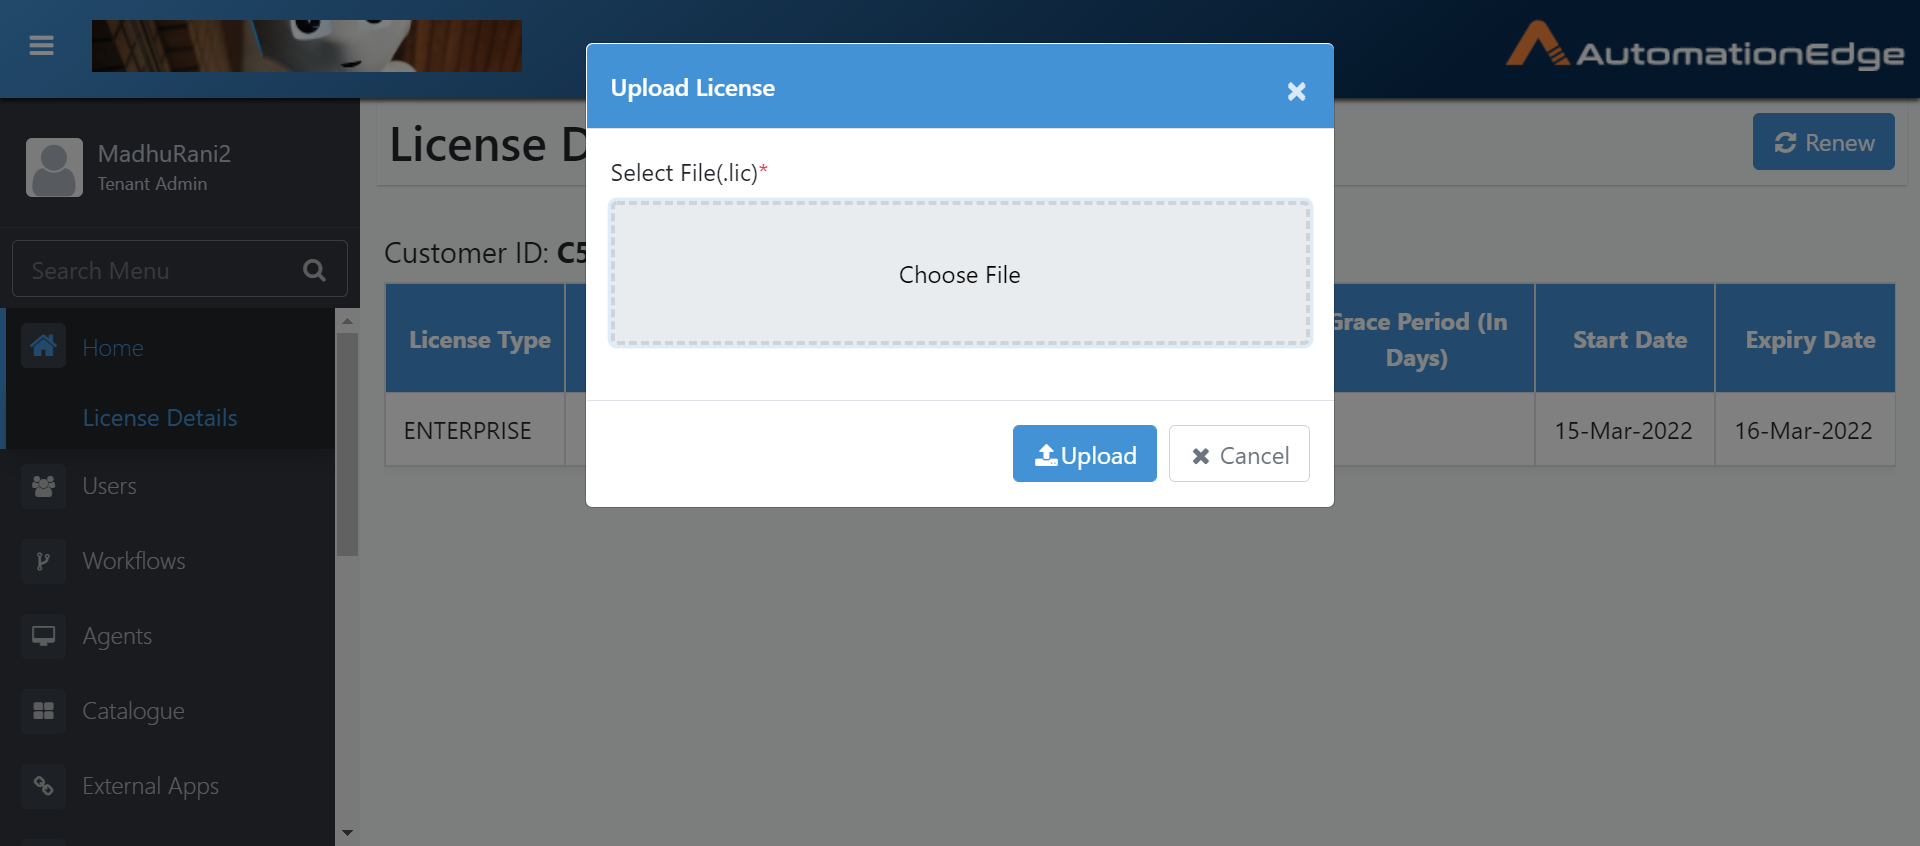 AutomationEdge
MadhuRani2
Tenant Admin
Search Menu
Home
License Details
Users
Workflows
Agents
Catalogue
External Apps
License
Renew
Customer ID:
License Type
Grace Period (In
Days)
Start Date
Expiry Date
ENTERPRISE
15-Mar-2022
16-Mar-2022
Upload License
Select File(.lic)*
Choose File
Upload
Cancel